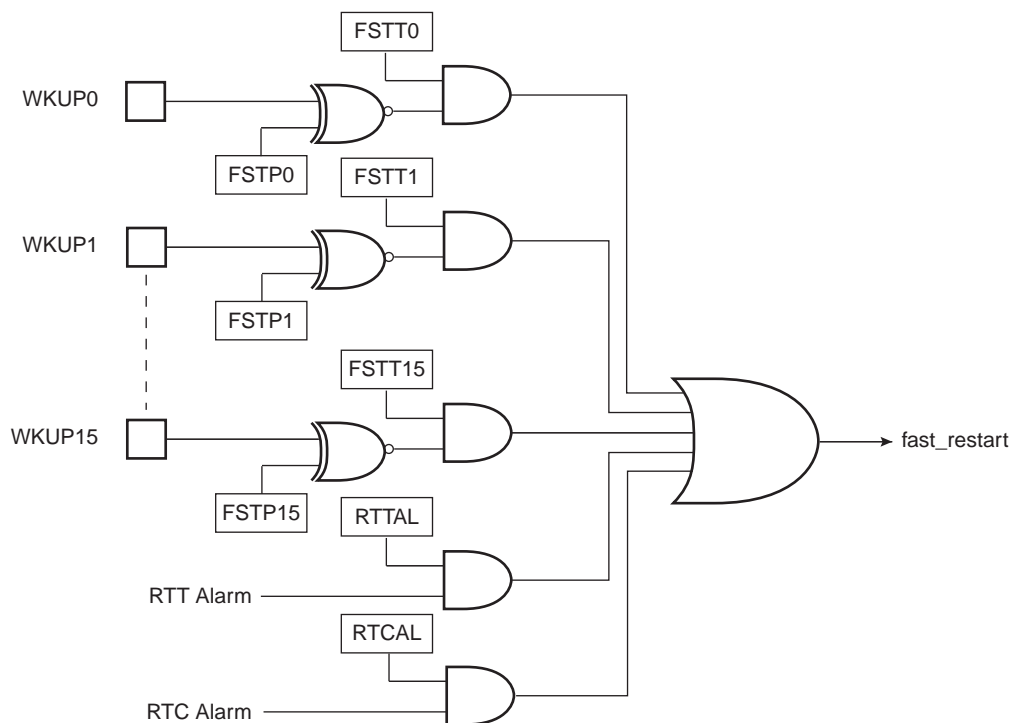 FSTT0
WKUP0
FSTP0
FSTT1
WKUP1
FSTP1
FSTT15
WKUP15
fast_restart
FSTP15
RTTAL
RTT Alarm
RTCAL
RTC Alarm